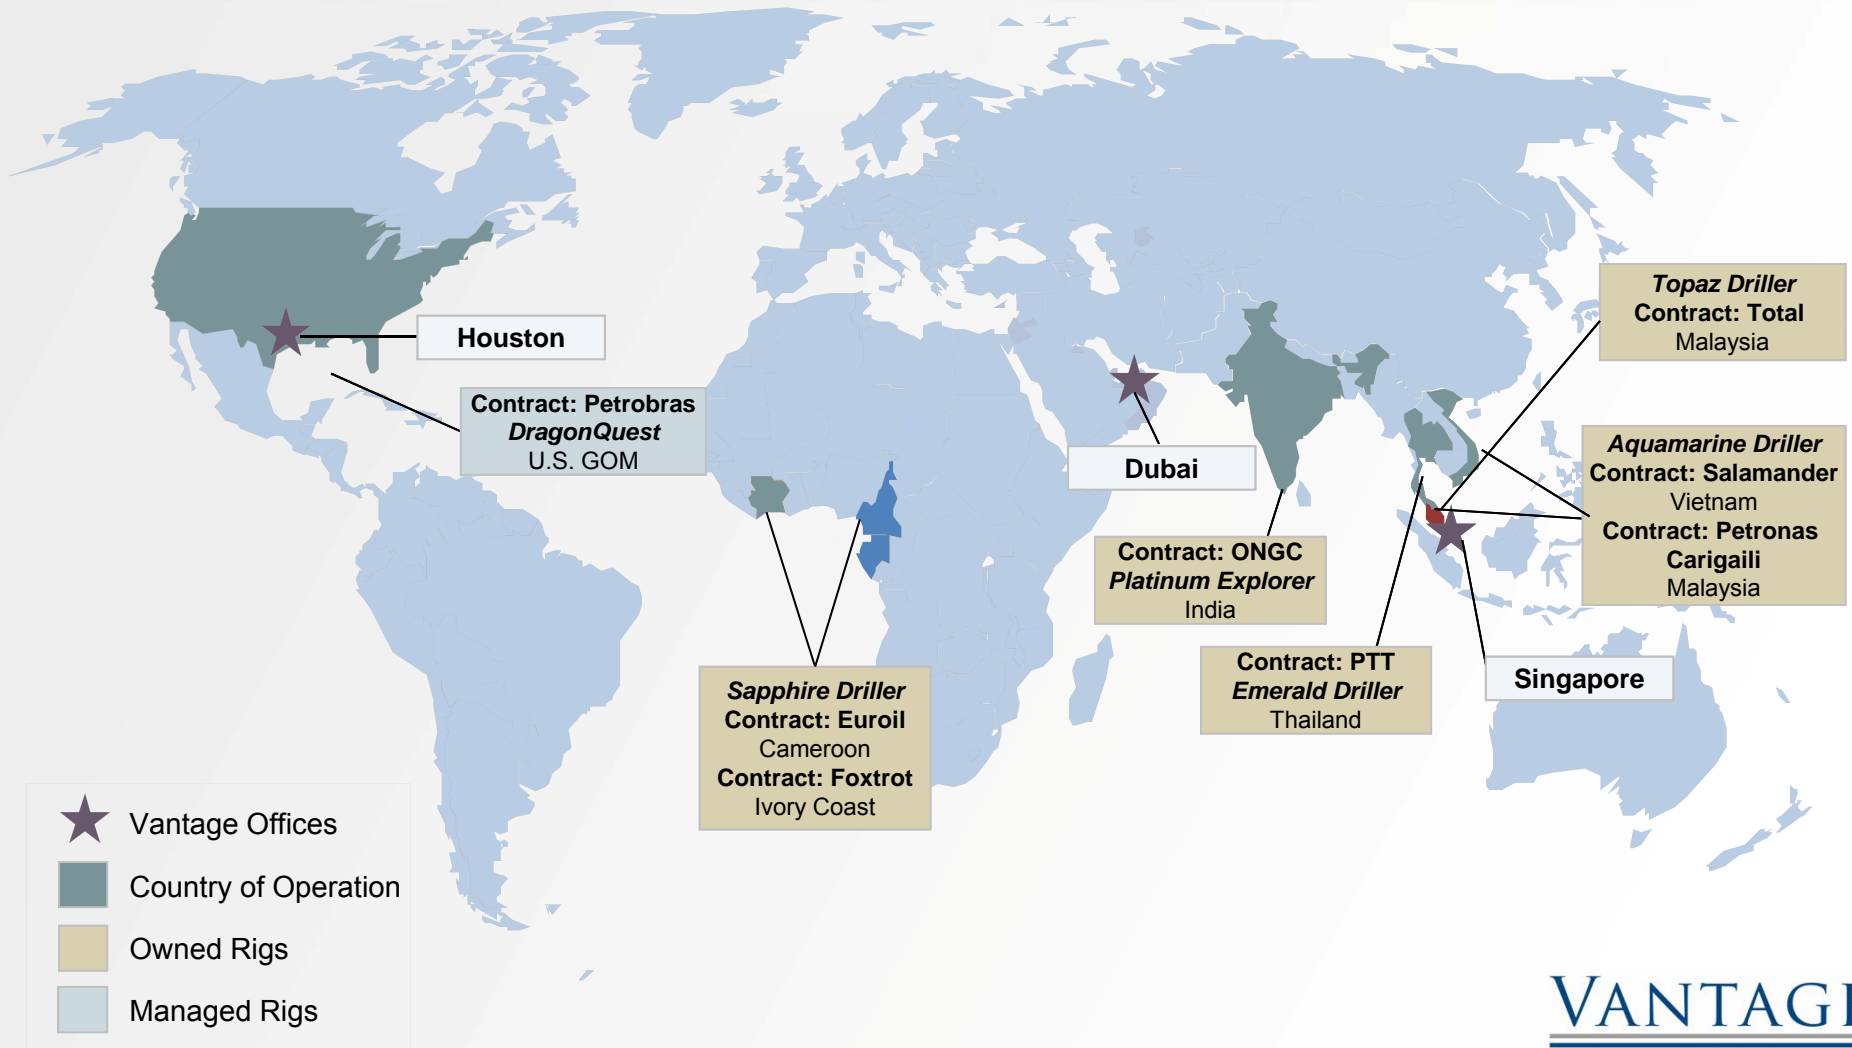 Houston
Contract: Petrobras
DragonQuest
U.S. GOM
Topaz Driller
Contract: Total
Malaysia
Dubai
Aquamarine Driller
Contract: Salamander
Vietnam
Contract: Petronas
Carigaili
Malaysia
Contract: ONGC
Platinum Explorer
India
Contract: PTT
Emerald Driller
Thailand
Singapore
Sapphire Driller
Contract: Euroil
Cameroon
Contract: Foxtrot
Ivory Coast
Vantage Offices
Country of Operation
Owned Rigs
Managed Rigs
VANTAGE